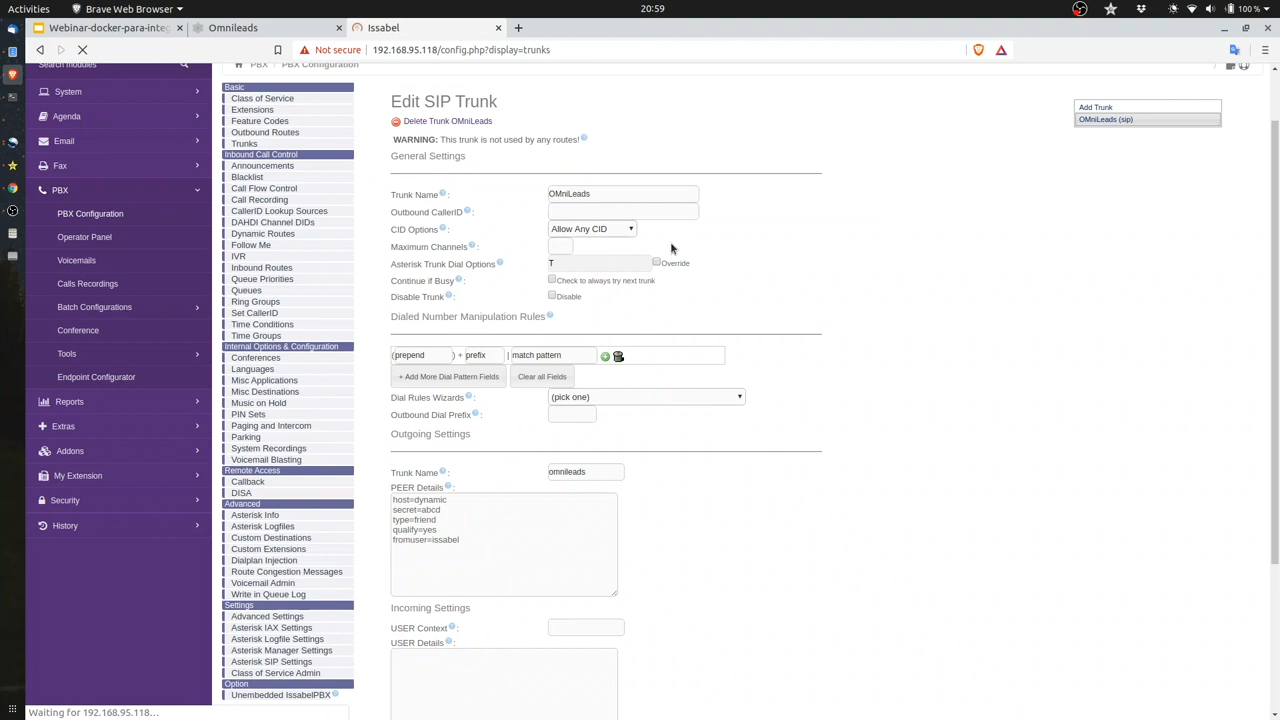 20:59
Webinar-docker-para-inte
Omnileads
Issabel
Not secure
192.168.95.118/config.php?display=trunks
Search modules
System
Agenda
Email
Fax
PBX
PBX Configuration
Operator Panel
Voicemails
Calls Recordings
Batch Configurations
Conference
Tools
Endpoint Configurator
Reports
Extras
Addons
My Extension
Security
History
PBX
PBX Configuration
Basic
Class of Service
Extensions
Feature Codes
Outbound Routes
Trunks
Inbound Call Control
Announcements
Blacklist
Call Flow Control
Call Recording
CallerID Lookup Sources
DAHDI Channel DIDs
Dynamic Routes
Follow Me
IVR
Inbound Routes
Queue Priorities
Queues
Ring Groups
Set CallerID
Time Conditions
Time Groups
Internal Options & Configuration
Conferences
Languages
Misc Applications
Misc Destinations
Music on Hold
PIN Sets
Paging and Intercom
Parking
System Recordings
Voicemail Blasting
Remote Access
Callback
DISA
Advanced
Asterisk Info
Asterisk Logfiles
Custom Destinations
Custom Extensions
Dialplan Injection
Route Congestion Messages
Voicemail Admin
Write in Queue Log
Settings
Advanced Settings
Asterisk IAX Settings
Asterisk Logfile Settings
Asterisk Manager Settings
Asterisk SIP Settings
Class of Service Admin
Option
Unembedded IssabelPBX
Edit SIP Trunk
Delete Trunk OMniLeads
WARNING: This trunk is not used by any routes!
General Settings
Trunk Name : OMniLeads
Outbound CallerID :
CID Options : Allow Any CID
Maximum Channels :
Asterisk Trunk Dial Options : T Override
Continue if Busy : Check to always try next trunk
Disable Trunk : Disable
Dialed Number Manipulation Rules
(prepend ) + prefix | match pattern
+ Add More Dial Pattern Fields Clear all Fields
Dial Rules Wizards : (pick one)
Outbound Dial Prefix :
Outgoing Settings
Trunk Name : omnileads
PEER Details :
host=dynamic
secret=abcd
type=friend
qualify=yes
fromuser=issabel
Incoming Settings
USER Context :
USER Details :
Add Trunk
OMniLeads (sip)
Waiting for 192.168.95.118…